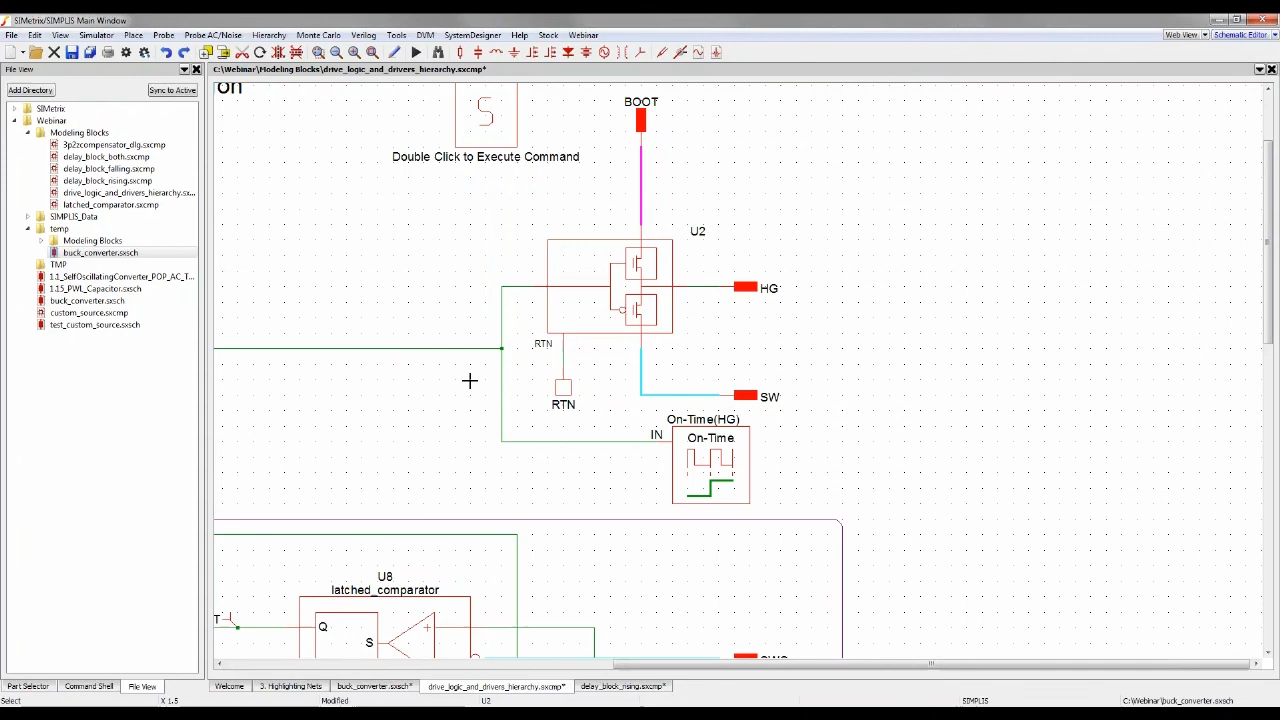 SIMetrix/SIMPLIS Main Window
File Edit View Simulator Place Probe Probe AC/Noise Hierarchy Monte Carlo Verilog Tools DVM SystemDesigner Help Stock Webinar
Web View Schematic Editor
File View
C:\Webinar\Modeling Blocks\drive_logic_and_drivers_hierarchy.sxcmp*
Add Directory Sync to Active
SIMetrix
Webinar
Modeling Blocks
3p2zcompensator_dlg.sxcmp
delay_block_both.sxcmp
delay_block_falling.sxcmp
delay_block_rising.sxcmp
drive_logic_and_drivers_hierarchy.sx...
latched_comparator.sxcmp
SIMPLIS_Data
temp
Modeling Blocks
buck_converter.sxsch
TMP
1.1_SelfOscillatingConverter_POP_AC_T...
1.15_PWL_Capacitor.sxsch
buck_converter.sxsch
custom_source.sxcmp
test_custom_source.sxsch
on
S
Double Click to Execute Command
BOOT
U2
HG
RTN
RTN
SW
On-Time(HG)
IN
On-Time
U8
latched_comparator
T
Q
S
+
Part Selector Command Shell File View
Welcome 3. Highlighting Nets buck_converter.sxsch* drive_logic_and_drivers_hierarchy.sxcmp* delay_block_rising.sxcmp*
Select X 1.5 Modified U2 SIMPLIS C:\Webinar\buck_converter.sxsch